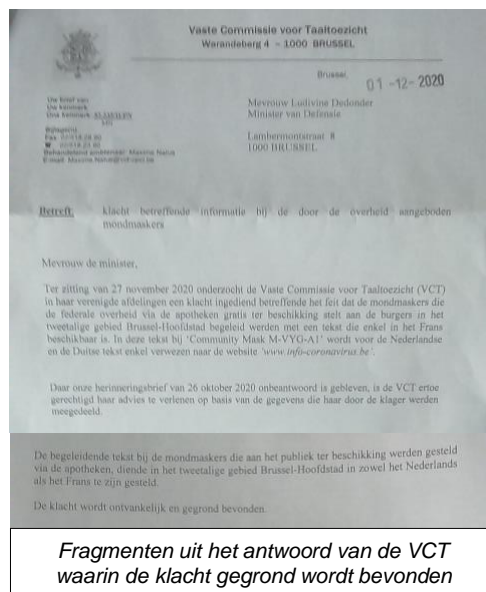 Vaste Commissie voor Taaltoezicht
Warandeberg 4 – 1000 BRUSSEL
Brussel,
01 -12- 2020
Uw brief van
Uw kenmerk
Ons kenmerk
Bijlage(n)
Mevrouw Ludivine Dedonder
Minister van Defensie
Lambermontstraat 8
1000 BRUSSEL
Betreft: klacht betreffende informatie bij de door de overheid aangeboden
mondmaskers
Mevrouw de minister,
Ter zitting van 27 november 2020 onderzocht de Vaste Commissie voor Taaltoezicht (VCT)
in haar verenigde afdelingen een klacht ingediend betreffende het feit dat de mondmaskers die
de federale overheid via de apotheken gratis ter beschikking stelt aan de burgers in het
tweetalige gebied Brussel-Hoofdstad begeleid werden met een tekst die enkel in het Frans
beschikbaar is. In deze tekst bij 'Community Mask M-VYG-A1' wordt voor de Nederlandse
en de Duitse tekst enkel verwezen naar de website 'www.info-coronavirus.be'.
Daar onze herinneringsbrief van 26 oktober 2020 onbeantwoord is gebleven, is de VCT ertoe
gerechtigd haar advies te verlenen op basis van de gegevens die haar door de klager werden
meegedeeld.
De begeleidende tekst bij de mondmaskers die aan het publiek ter beschikking werden gesteld
via de apotheken, diende in het tweetalige gebied Brussel-Hoofdstad in zowel het Nederlands
als het Frans te zijn gesteld.
De klacht wordt ontvankelijk en gegrond bevonden.
Fragmenten uit het antwoord van de VCT
waarin de klacht gegrond wordt bevonden